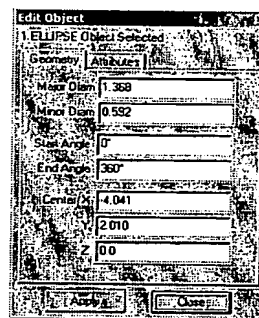 Edit Object
1 ELLIPSE Object Selected
Geometry Attributes
Major Diam 1.368
Minor Diam 0.592
Start Angle 0°
End Angle 360°
Center X -4.041
Y 2.010
Z 0.0
Apply Close